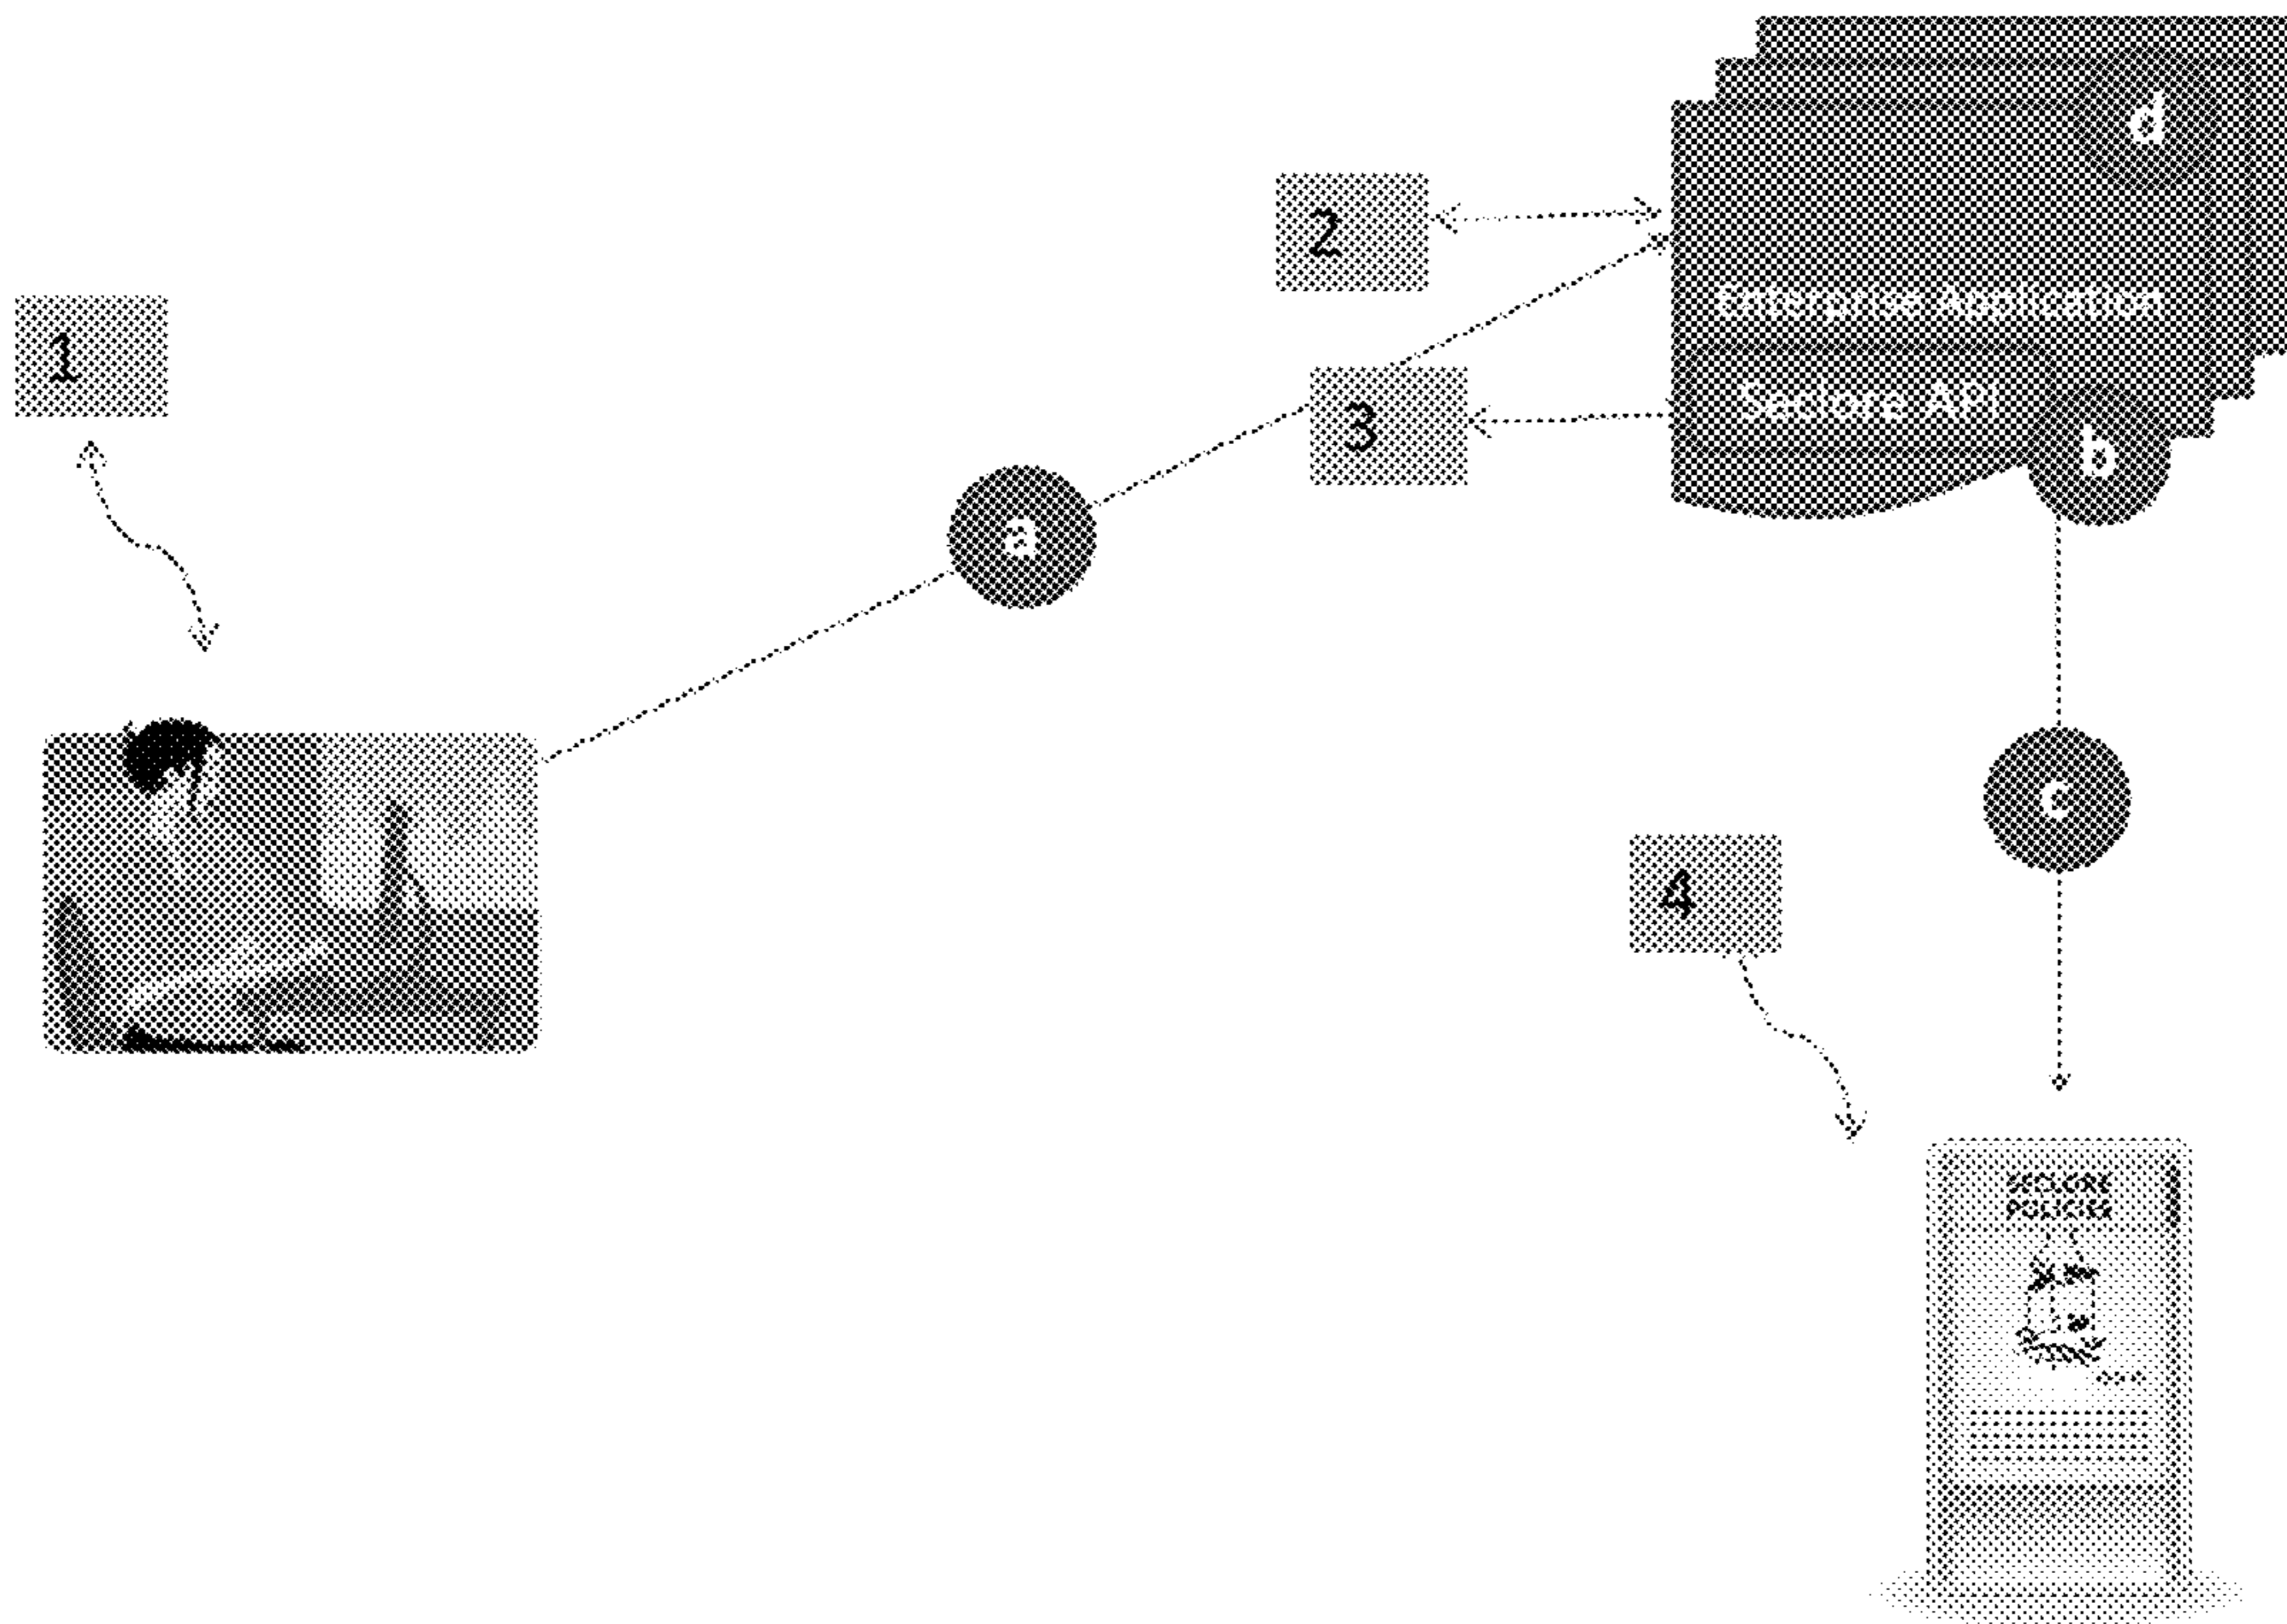 d
2
Enterprise Application
1
Seclore API
3
b
a
c
4
SECLORE
POLICIES